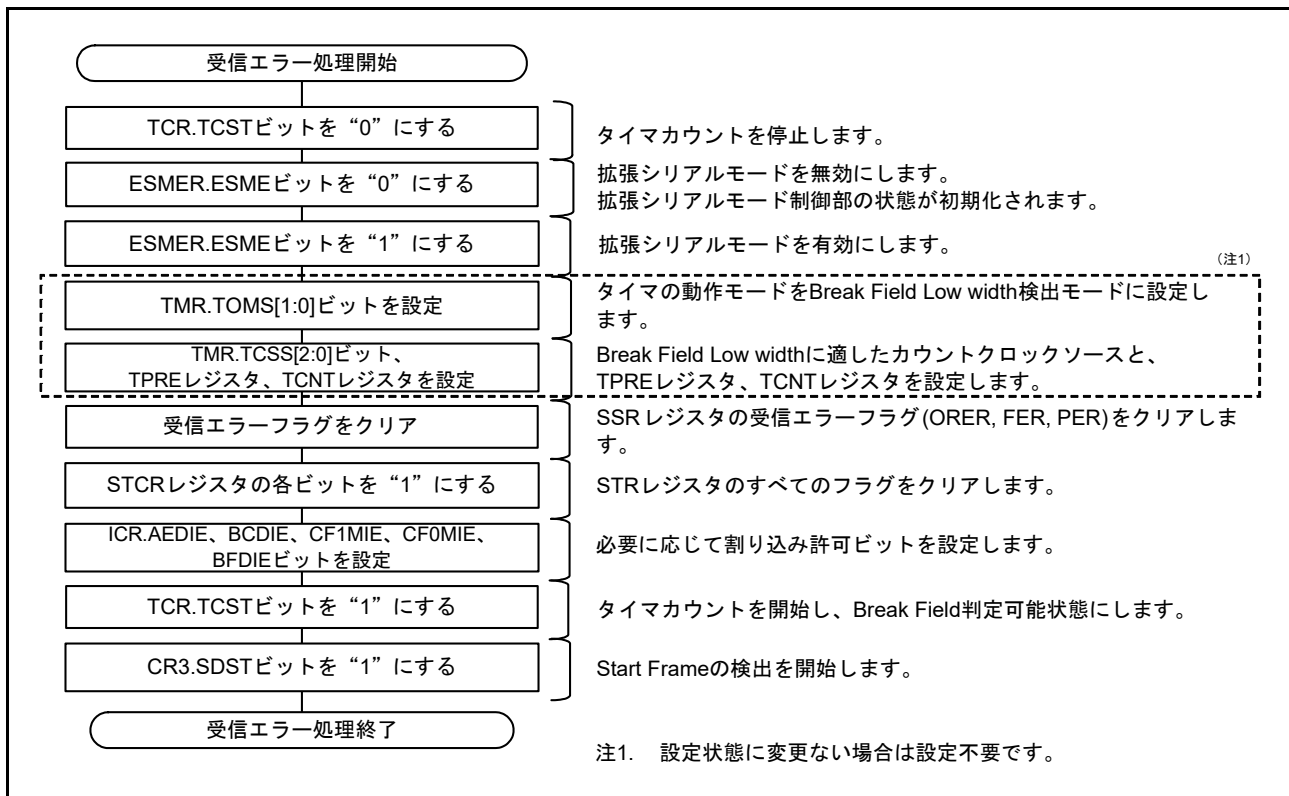 受信エラー処理開始
TCR.TCSTビットを“0”にする
タイマカウントを停止します。
ESMER.ESMEビットを“0”にする
拡張シリアルモードを無効にします。
拡張シリアルモード制御部の状態が初期化されます。
ESMER.ESMEビットを“1”にする
拡張シリアルモードを有効にします。
(注1)
TMR.TOMS[1:0]ビットを設定
タイマの動作モードをBreak Field Low width検出モードに設定し
ます。
TMR.TCSS[2:0]ビット、
TPREレジスタ、TCNTレジスタを設定
Break Field Low widthに適したカウントクロックソースと、
TPREレジスタ、TCNTレジスタを設定します。
受信エラーフラグをクリア
SSRレジスタの受信エラーフラグ(ORER, FER, PER)をクリアしま
す。
STCRレジスタの各ビットを“1”にする
STRレジスタのすべてのフラグをクリアします。
ICR.AEDIE、BCDIE、CF1MIE、CF0MIE、
BFDIEビットを設定
必要に応じて割り込み許可ビットを設定します。
TCR.TCSTビットを“1”にする
タイマカウントを開始し、Break Field判定可能状態にします。
CR3.SDSTビットを“1”にする
Start Frameの検出を開始します。
受信エラー処理終了
注1. 設定状態に変更ない場合は設定不要です。